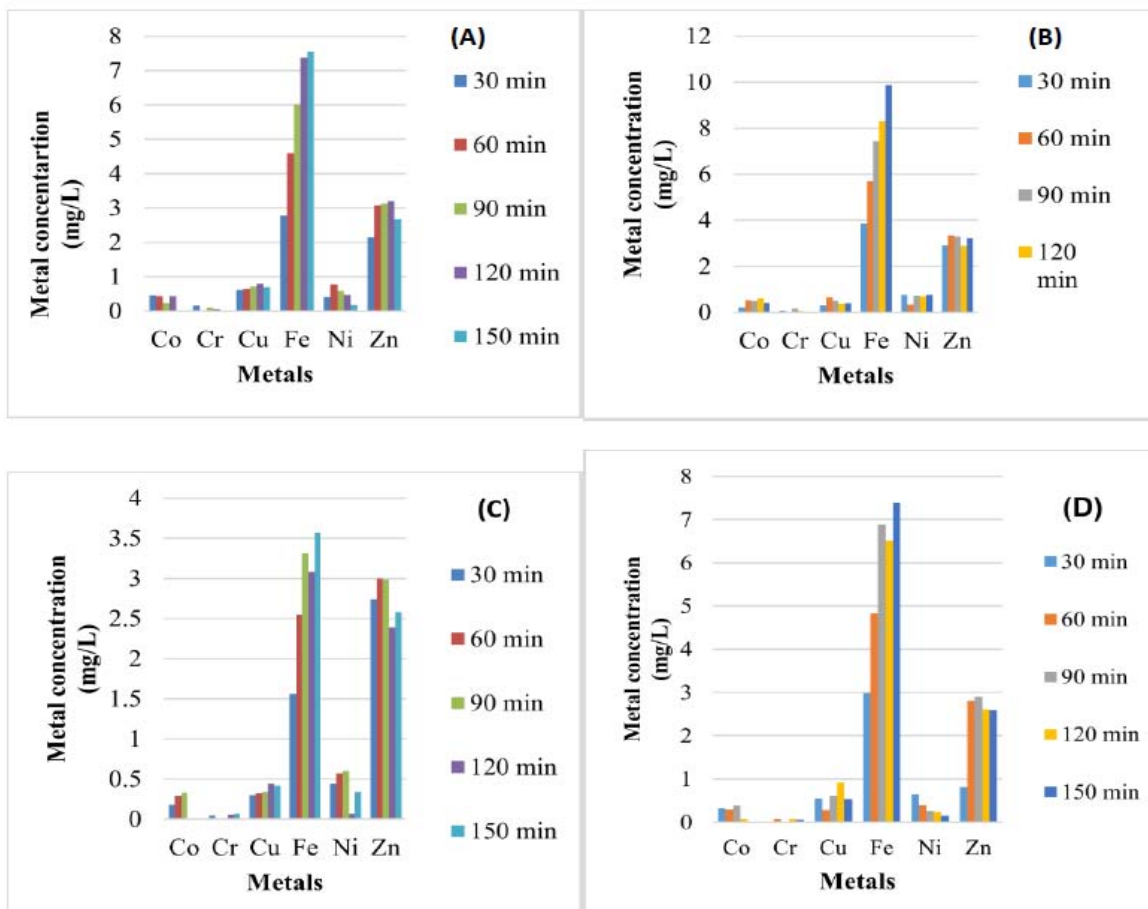 (A)
8
7
6
5
4
3
2
1
0
Metal concentartion
(mg/L)
Co Cr Cu Fe Ni Zn
Metals
30 min
60 min
90 min
120 min
150 min
(B)
12
10
8
6
4
2
0
Metal concentration
(mg/L)
Co Cr Cu Fe Ni Zn
Metals
30 min
60 min
90 min
120
min
(C)
4
3.5
3
2.5
2
1.5
1
0.5
0
Metal concentration
(mg/L)
Co Cr Cu Fe Ni Zn
Metals
30 min
60 min
90 min
120 min
150 min
(D)
8
7
6
5
4
3
2
1
0
Metal concentration
(mg/L)
Co Cr Cu Fe Ni Zn
Metals
30 min
60 min
90 min
120 min
150 min